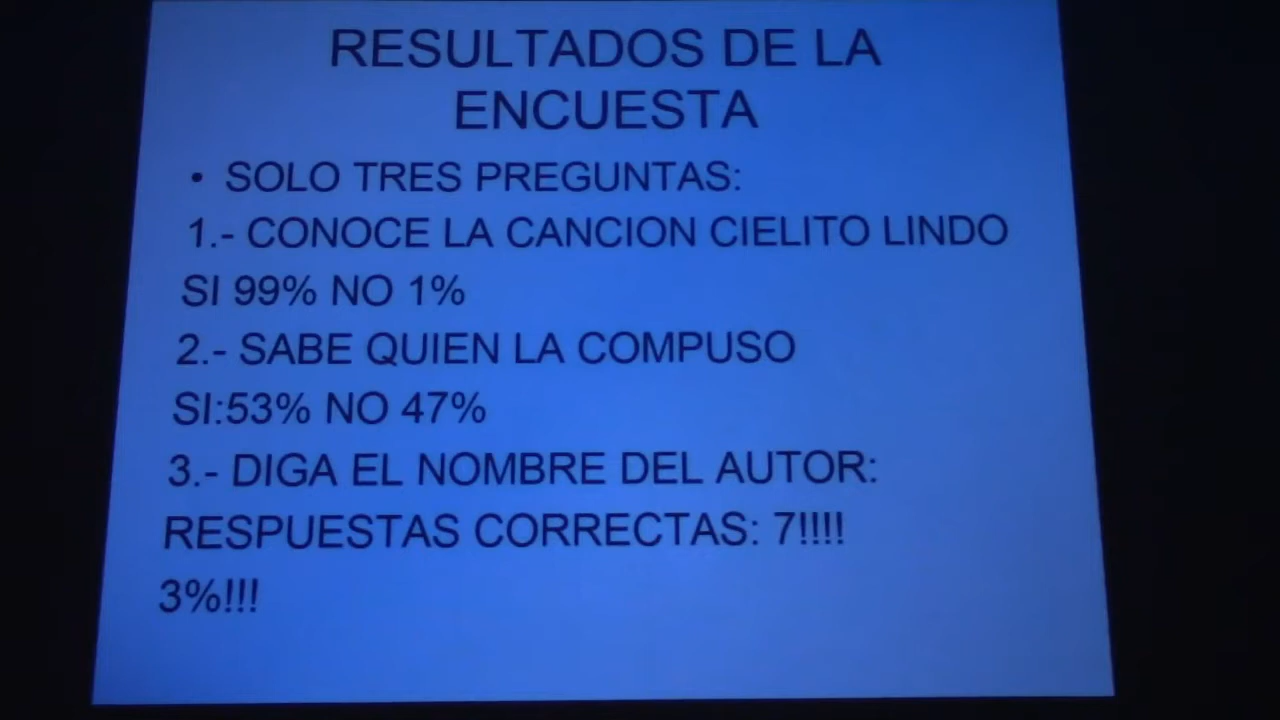 RESULTADOS DE LA
ENCUESTA
• SOLO TRES PREGUNTAS:
1.- CONOCE LA CANCION CIELITO LINDO
SI 99% NO 1%
2.- SABE QUIEN LA COMPUSO
SI:53% NO 47%
3.- DIGA EL NOMBRE DEL AUTOR:
RESPUESTAS CORRECTAS: 7!!!!
3%!!!